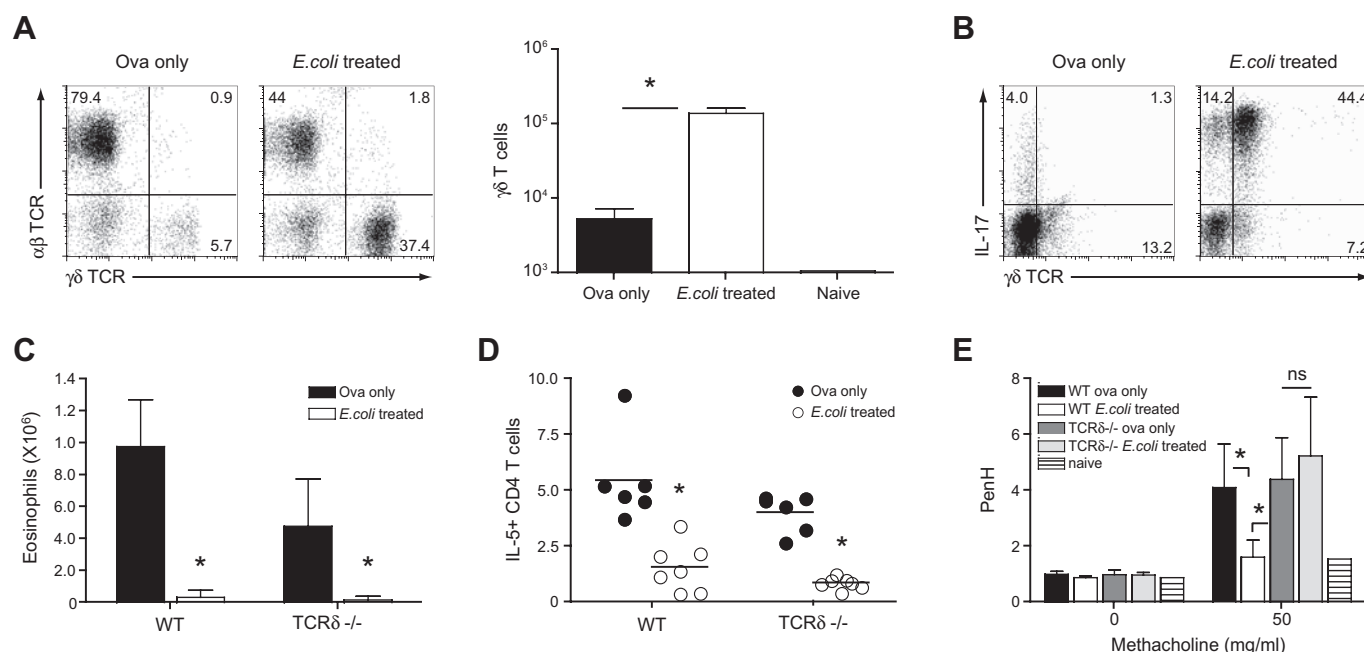 A
Ova only
E.coli treated
79.4
0.9
5.7
44
1.8
37.4
αβ TCR
γδ TCR
10⁶
10⁵
10⁴
10³
γδ T cells
*
Ova only
E.coli treated
Naive
B
Ova only
E.coli treated
4.0
1.3
13.2
14.2
44.4
7.2
IL-17
γδ TCR
C
Eosinophils (X10⁶)
1.4
1.2
1.0
8.0
6.0
4.0
2.0
0
Ova only
E.coli treated
*
*
WT
TCRδ -/-
D
IL-5+ CD4 T cells
10.0
7.5
5.0
2.5
0
Ova only
E.coli treated
*
*
WT
TCRδ -/-
E
PenH
8
6
4
2
0
WT ova only
WT E.coli treated
TCRδ-/- ova only
TCRδ-/- E.coli treated
naive
ns
*
*
0
50
Methacholine (mg/ml)